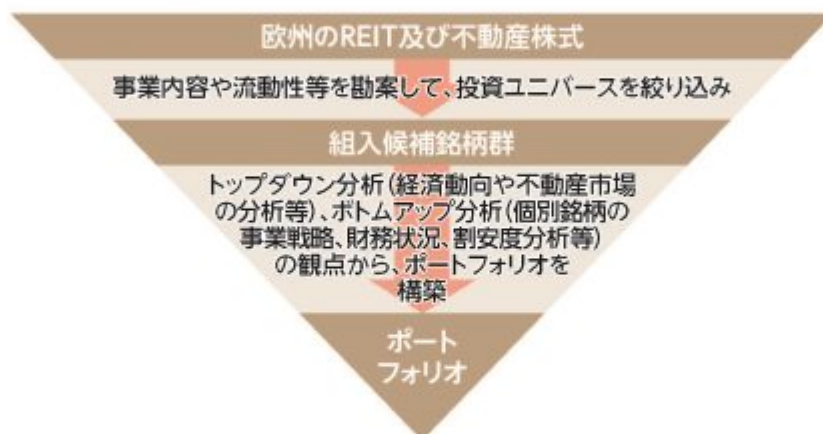 欧州のREIT及び不動産株式
事業内容や流動性等を勘案して、投資ユニバースを絞り込み
組入候補銘柄群
トップダウン分析(経済動向や不動産市場
の分析等)、ボトムアップ分析(個別銘柄の
事業戦略、財務状況、割安度分析等)
の観点から、ポートフォリオを
構築
ポート
フォリオ